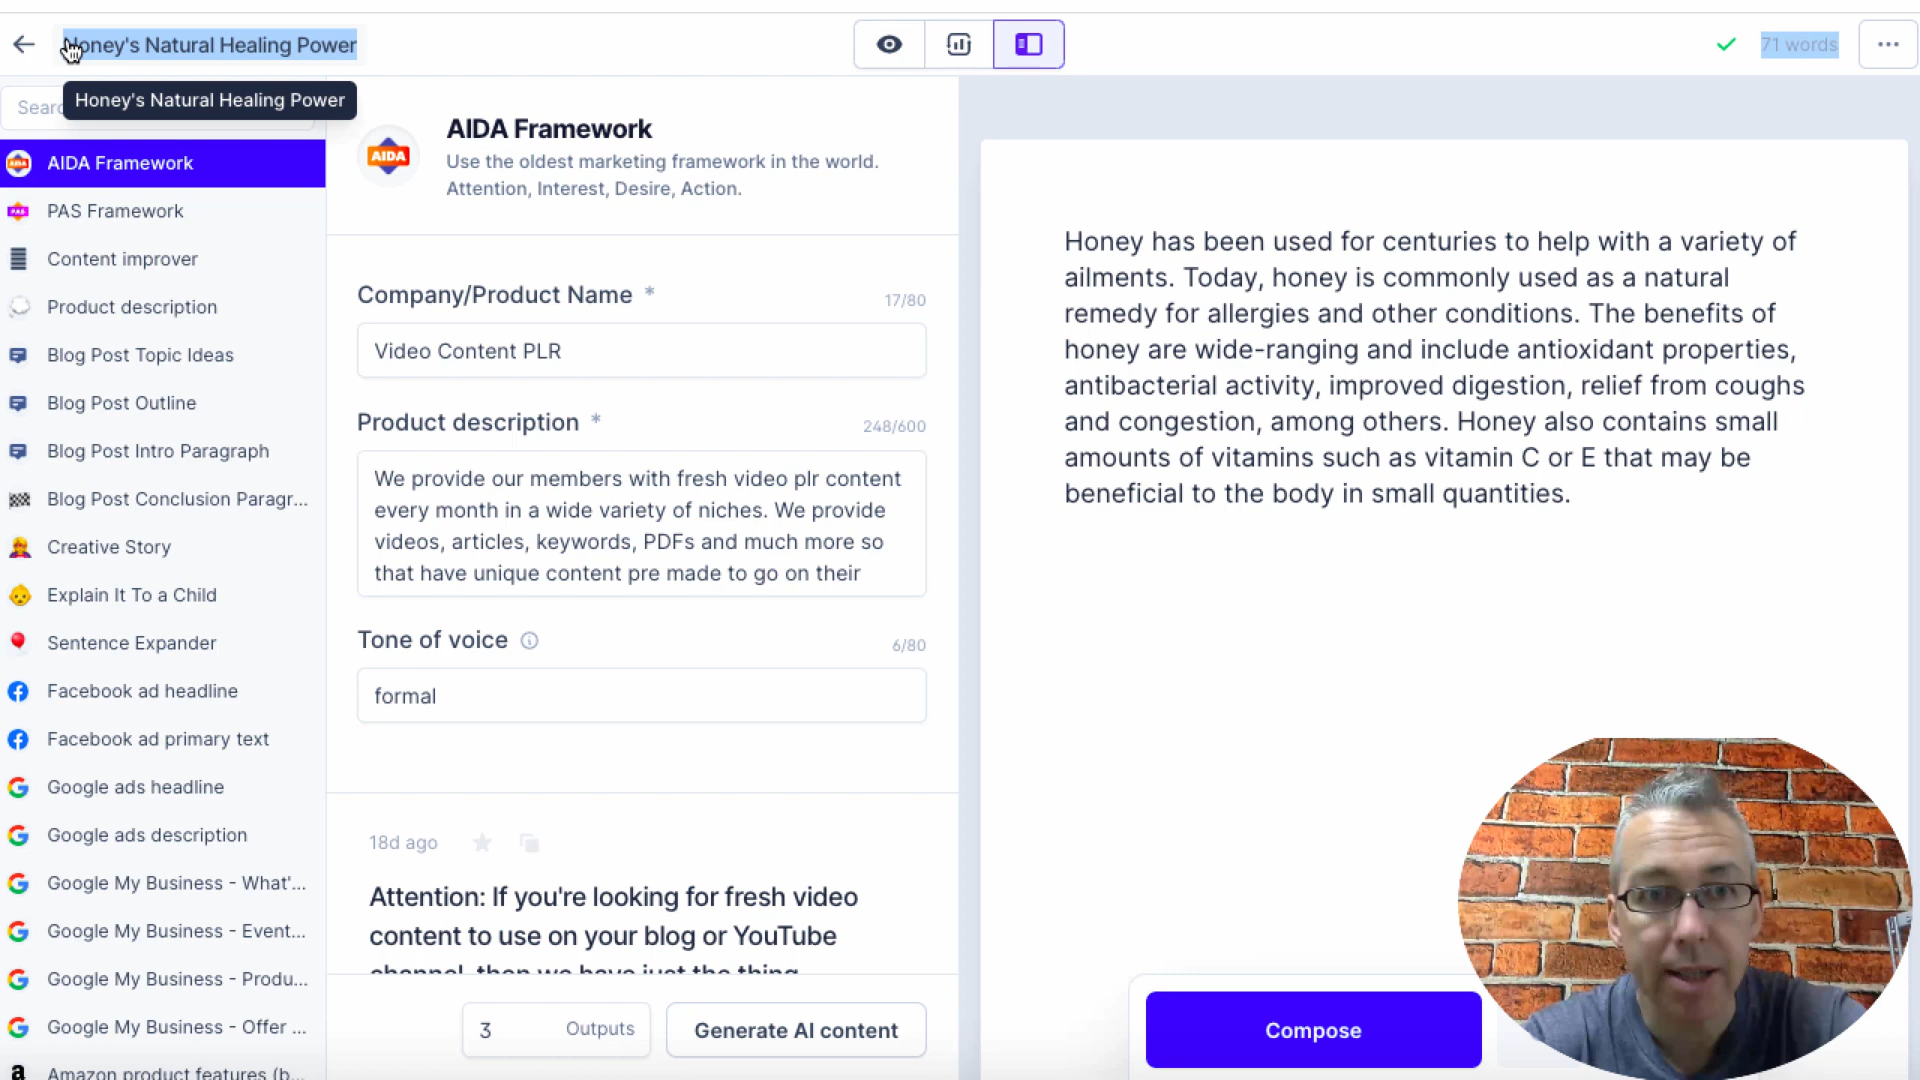 Honey's Natural Healing Power
71 words
Honey's Natural Healing Power
Sear
AIDA Framework
PAS Framework
Content improver
Product description
Blog Post Topic Ideas
Blog Post Outline
Blog Post Intro Paragraph
Blog Post Conclusion Paragr...
Creative Story
Explain It To a Child
Sentence Expander
Facebook ad headline
Facebook ad primary text
Google ads headline
Google ads description
Google My Business - What'...
Google My Business - Event...
Google My Business - Produ...
Google My Business - Offer ...
Amazon product features (b...
AIDA
AIDA Framework
Use the oldest marketing framework in the world.
Attention, Interest, Desire, Action.
Company/Product Name *
17/80
Video Content PLR
Product description *
248/600
We provide our members with fresh video plr content
every month in a wide variety of niches. We provide
videos, articles, keywords, PDFs and much more so
that have unique content pre made to go on their
Tone of voice
6/80
formal
18d ago
Attention: If you're looking for fresh video
content to use on your blog or YouTube
channel, then we have just the thing
3 Outputs
Generate AI content
Honey has been used for centuries to help with a variety of
ailments. Today, honey is commonly used as a natural
remedy for allergies and other conditions. The benefits of
honey are wide-ranging and include antioxidant properties,
antibacterial activity, improved digestion, relief from coughs
and congestion, among others. Honey also contains small
amounts of vitamins such as vitamin C or E that may be
beneficial to the body in small quantities.
Compose